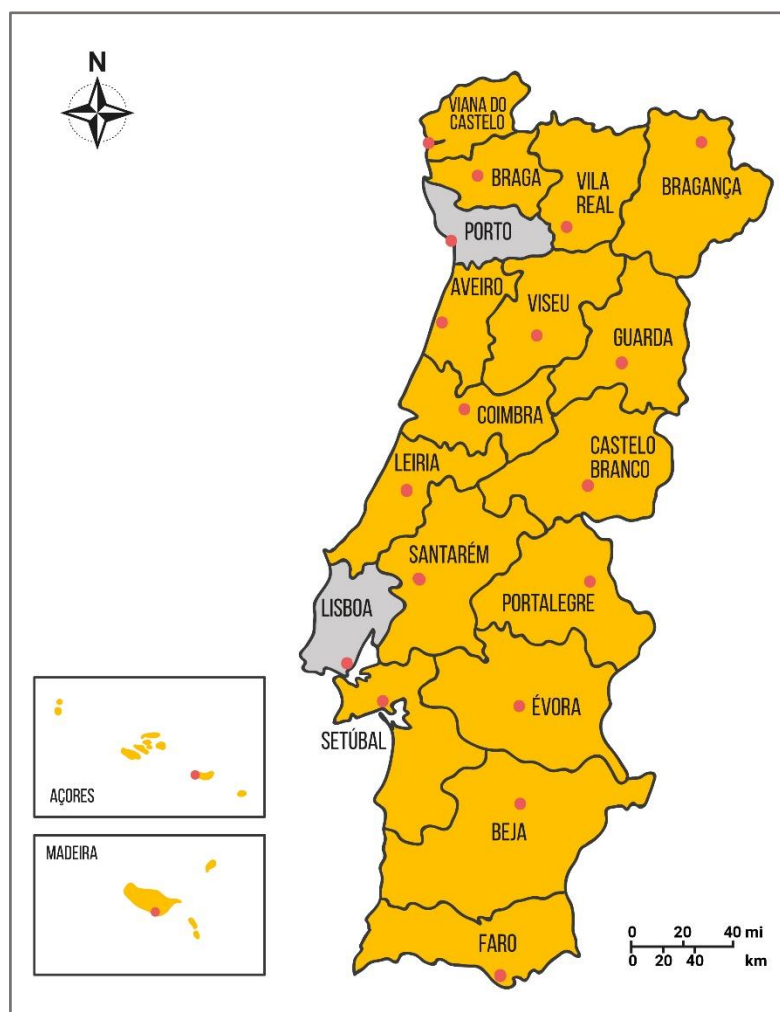 N
VIANA DO
CASTELO
BRAGA
VILA
REAL
BRAGANÇA
PORTO
AVEIRO
VISEU
GUARDA
COIMBRA
CASTELO
BRANCO
LEIRIA
SANTARÉM
LISBOA
PORTALEGRE
ÉVORA
SETÚBAL
AÇORES
BEJA
MADEIRA
FARO
0 20 40 mi
0 20 40 km